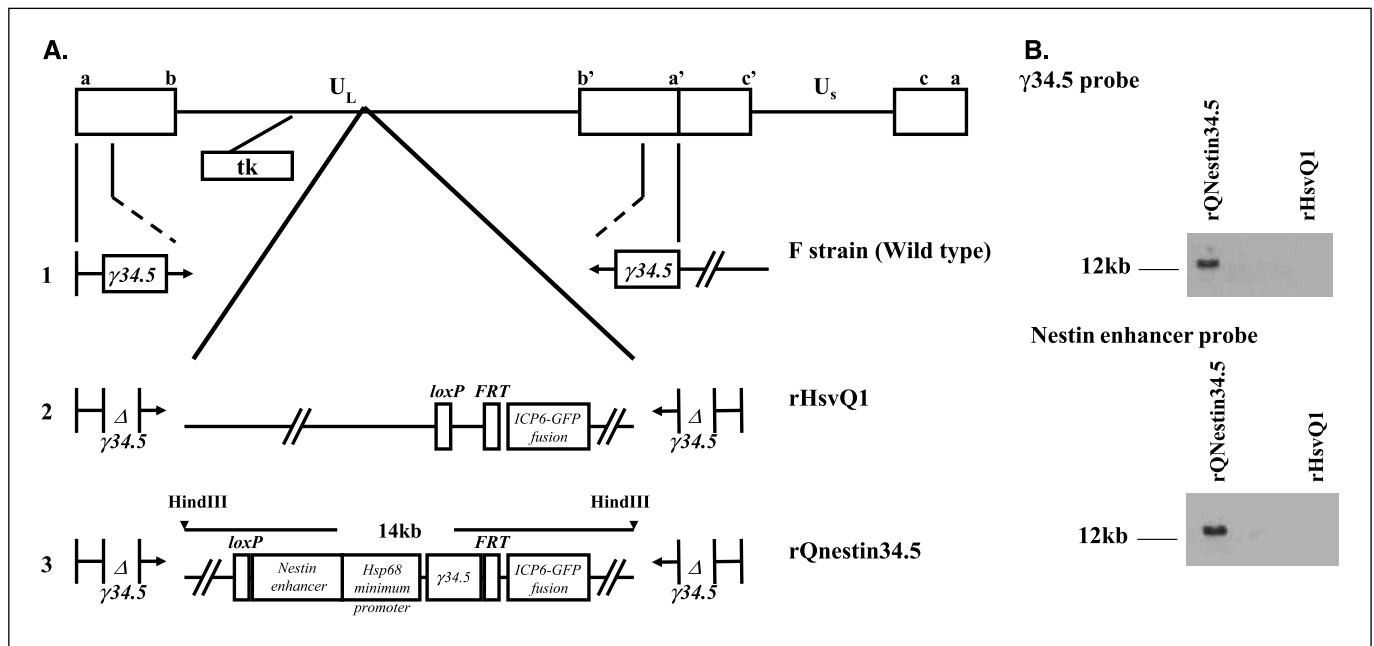 A.
a b U_L b' a' c' U_s c a
tk
1 γ34.5 γ34.5 F strain (Wild type)
loxP FRT
2 Δ ICP6-GFP Δ rHsvQ1
γ34.5 fusion γ34.5
HindIII HindIII
14kb
loxP FRT
3 Δ Nestin Hsp68 γ34.5 ICP6-GFP Δ rQnestin34.5
γ34.5 enhancer minimum fusion γ34.5
promoter
B.
γ34.5 probe
rQNestin34.5
rHsvQ1
12kb
Nestin enhancer probe
rQNestin34.5
rHsvQ1
12kb